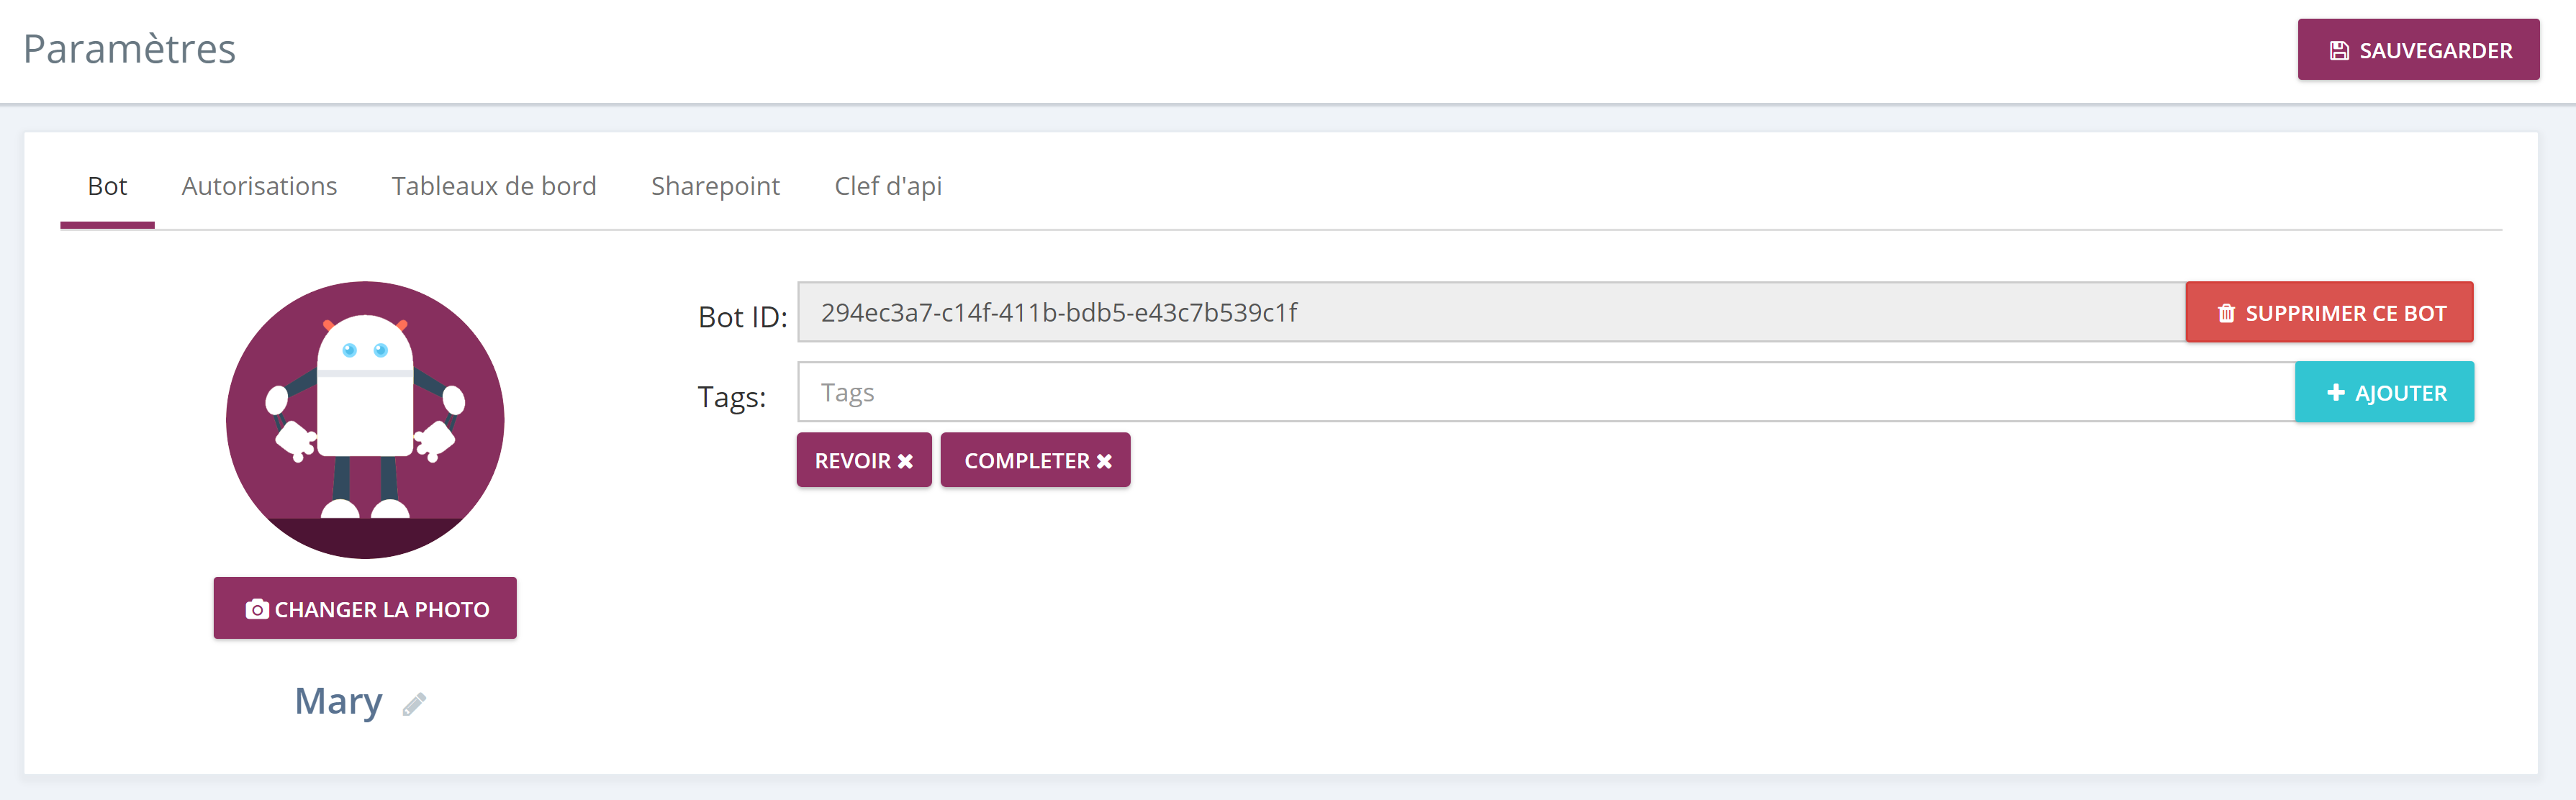 Paramètres
SAUVEGARDER
Bot Autorisations Tableaux de bord Sharepoint Clef d'api
Bot ID: 294ec3a7-c14f-411b-bdb5-e43c7b539c1f SUPPRIMER CE BOT
Tags: Tags AJOUTER
REVOIR COMPLETER
CHANGER LA PHOTO
Mary